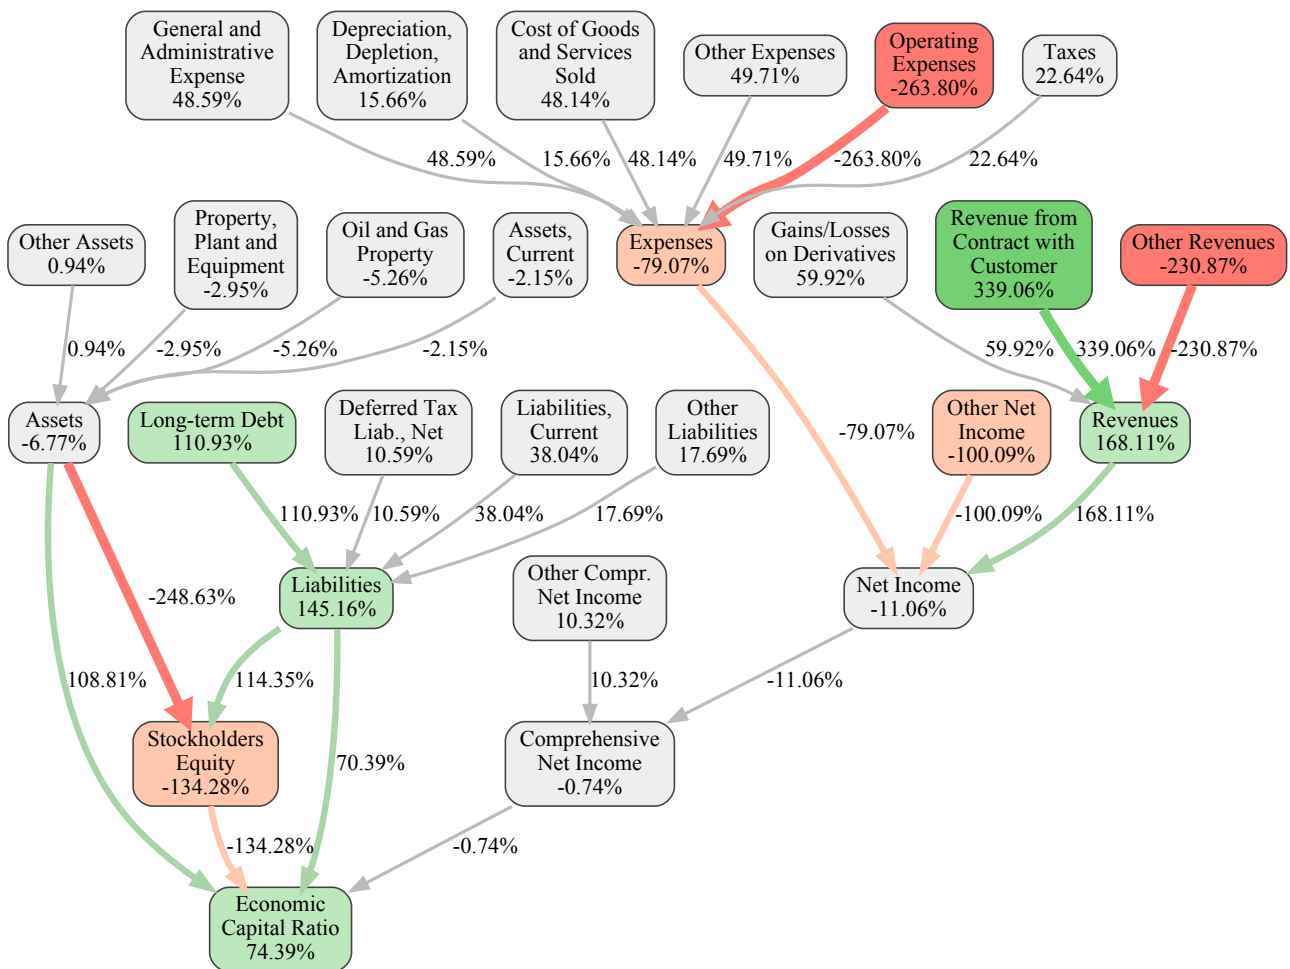 General and
Administrative
Expense
48.59%
Depreciation,
Depletion,
Amortization
15.66%
Cost of Goods
and Services
Sold
48.14%
Other Expenses
49.71%
Operating
Expenses
-263.80%
Taxes
22.64%
48.59%
15.66%
48.14%
49.71%
-263.80%
22.64%
Other Assets
0.94%
Property,
Plant and
Equipment
-2.95%
Oil and Gas
Property
-5.26%
Assets,
Current
-2.15%
Expenses
-79.07%
Gains/Losses
on Derivatives
59.92%
Revenue from
Contract with
Customer
339.06%
Other Revenues
-230.87%
0.94%
-2.95%
-5.26%
-2.15%
59.92%
339.06%
-230.87%
Assets
-6.77%
Long-term Debt
110.93%
Deferred Tax
Liab., Net
10.59%
Liabilities,
Current
38.04%
Other
Liabilities
17.69%
-79.07%
Other Net
Income
-100.09%
Revenues
168.11%
110.93%
10.59%
38.04%
17.69%
-100.09%
168.11%
-248.63%
Liabilities
145.16%
Other Compr.
Net Income
10.32%
Net Income
-11.06%
108.81%
114.35%
10.32%
-11.06%
Stockholders
Equity
-134.28%
70.39%
Comprehensive
Net Income
-0.74%
-134.28%
-0.74%
Economic
Capital Ratio
74.39%